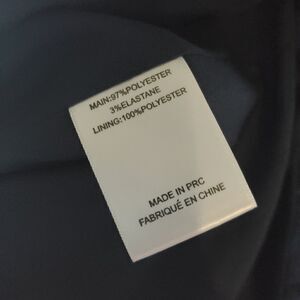 MAIN:97%POLYESTER
3%ELASTANE
LINING:100%POLYESTER
MADE IN PRC
FABRIQUÉ EN CHINE